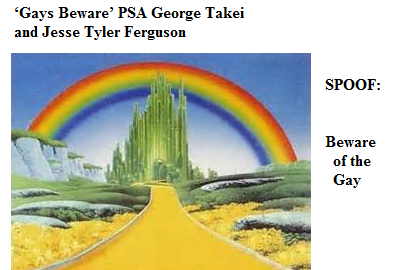 ‘Gays Beware’ PSA George Takei
and Jesse Tyler Ferguson
SPOOF:
Beware
of the
Gay